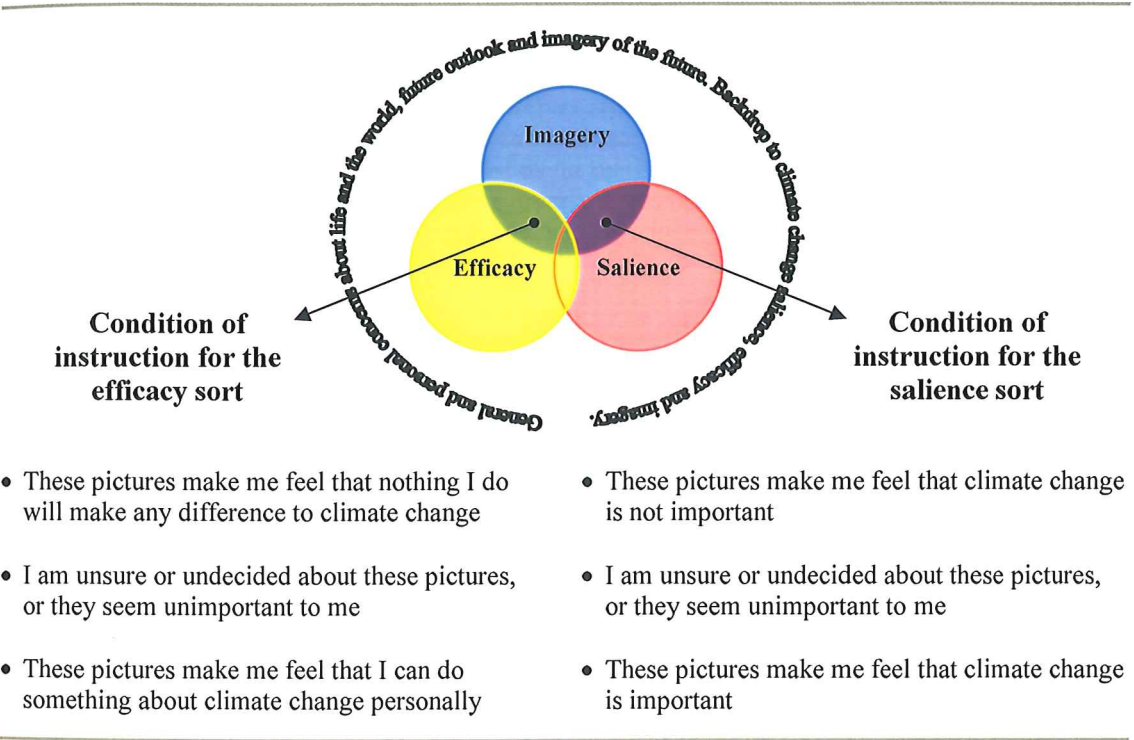 General and personal concerns about life and the world, future outlook and imagery of the future. Backdrop to climate change salience, efficacy and imagery.
Imagery
Efficacy
Salience
Condition of
instruction for the
efficacy sort
Condition of
instruction for the
salience sort
• These pictures make me feel that nothing I do
will make any difference to climate change
• I am unsure or undecided about these pictures,
or they seem unimportant to me
• These pictures make me feel that I can do
something about climate change personally
• These pictures make me feel that climate change
is not important
• I am unsure or undecided about these pictures,
or they seem unimportant to me
• These pictures make me feel that climate change
is important